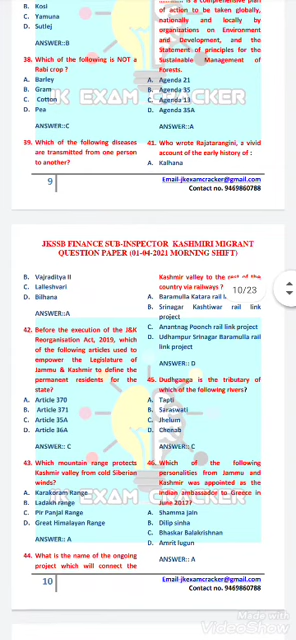 B. Kosi
C. Yamuna
D. Sutlej
ANSWER::B
38. Which of the following is NOT a
Rabi crop ?
A. Barley
B. Gram
C. Cotton
D. Pea
ANSWER::C
39. Which of the following diseases
are transmitted from one person
to another?
of action to be taken globally,
nationally and locally by
organizations on Environment
and Development, and the
Statement of principles for the
Sustainable Management of
Forests.
A. Agenda 21
B. Agenda 35
C. Agenda 13
D. Agenda 35A
ANSWER::A
41. Who wrote Rajatarangini, a vivid
account of the early history of :
A. Kalhana
JK EXAM CRACKER
9
Email-jkexamcracker@gmail.com
Contact no. 9469860788
JKSSB FINANCE SUB-INSPECTOR KASHMIRI MIGRANT
QUESTION PAPER (01-04-2021 MORNING SHIFT)
10/23
B. Vajraditya II
C. Lalleshvari
D. Bilhana
ANSWER::A
42. Before the execution of the J&K
Reorganisation Act, 2019, which
of the following articles used to
empower the Legislature of
Jammu & Kashmir to define the
permanent residents for the
state?
A. Article 370
B. Article 371
C. Article 35A
D. Article 36A
ANSWER:: C
43. Which mountain range protects
Kashmir valley from cold Siberian
winds?
A. Karakoram Range
B. Ladakh range
C. Pir Panjal Range
D. Great Himalayan Range
ANSWER:: A
44. What is the name of the ongoing
project which will connect the
Kashmir valley to the rest of the
country via railways ?
A. Baramulla Katara rail
B. Srinagar Kashtiwar rail link
project
C. Anantnag Poonch rail link project
D. Udhampur Srinagar Baramulla rail
link project
ANSWER:: D
45. Dudhganga is the tributary of
which of the following rivers?
A. Tapti
B. Saraswati
C. Jhelum
D. Chenab
ANSWER:: C
46. Which of the following
personalities from Jammu and
Kashmir was appointed as the
Indian ambassador to Greece in
June 2017?
A. Shamma jain
B. Dilip sinha
C. Bhaskar Balakrishnan
D. Amrit lugun
ANSWER:: A
EXAM CRACKER
10
Email-jkexamcracker@gmail.com
Contact no. 9469860788
Made with
VideoShow